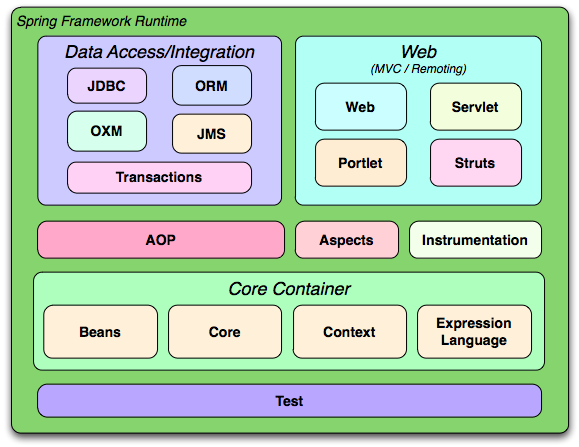 Spring Framework Runtime
Data Access/Integration
JDBC
ORM
OXM
JMS
Transactions
Web
(MVC / Remoting)
Web
Servlet
Portlet
Struts
AOP
Aspects
Instrumentation
Core Container
Beans
Core
Context
Expression
Language
Test